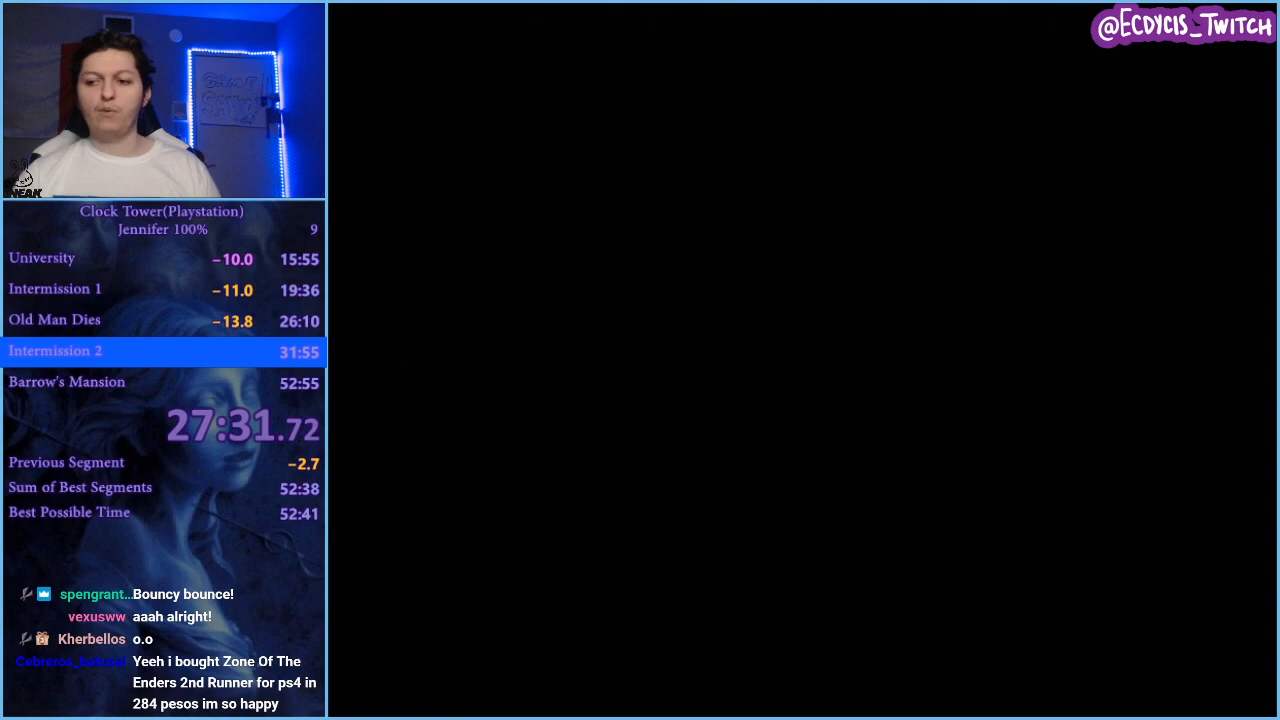 @ECDYCIS_TWITCH
Clock Tower(Playstation)
Jennifer 100% 9
University −10.0 15:55
Intermission 1 −11.0 19:36
Old Man Dies −13.8 26:10
Intermission 2 31:55
Barrow's Mansion 52:55
27:31.72
Previous Segment −2.7
Sum of Best Segments 52:38
Best Possible Time 52:41
spengrant… Bouncy bounce!
vexusww aaah alright!
Kherbellos o.o
Yeeh i bought Zone Of The
Enders 2nd Runner for ps4 in
284 pesos im so happy